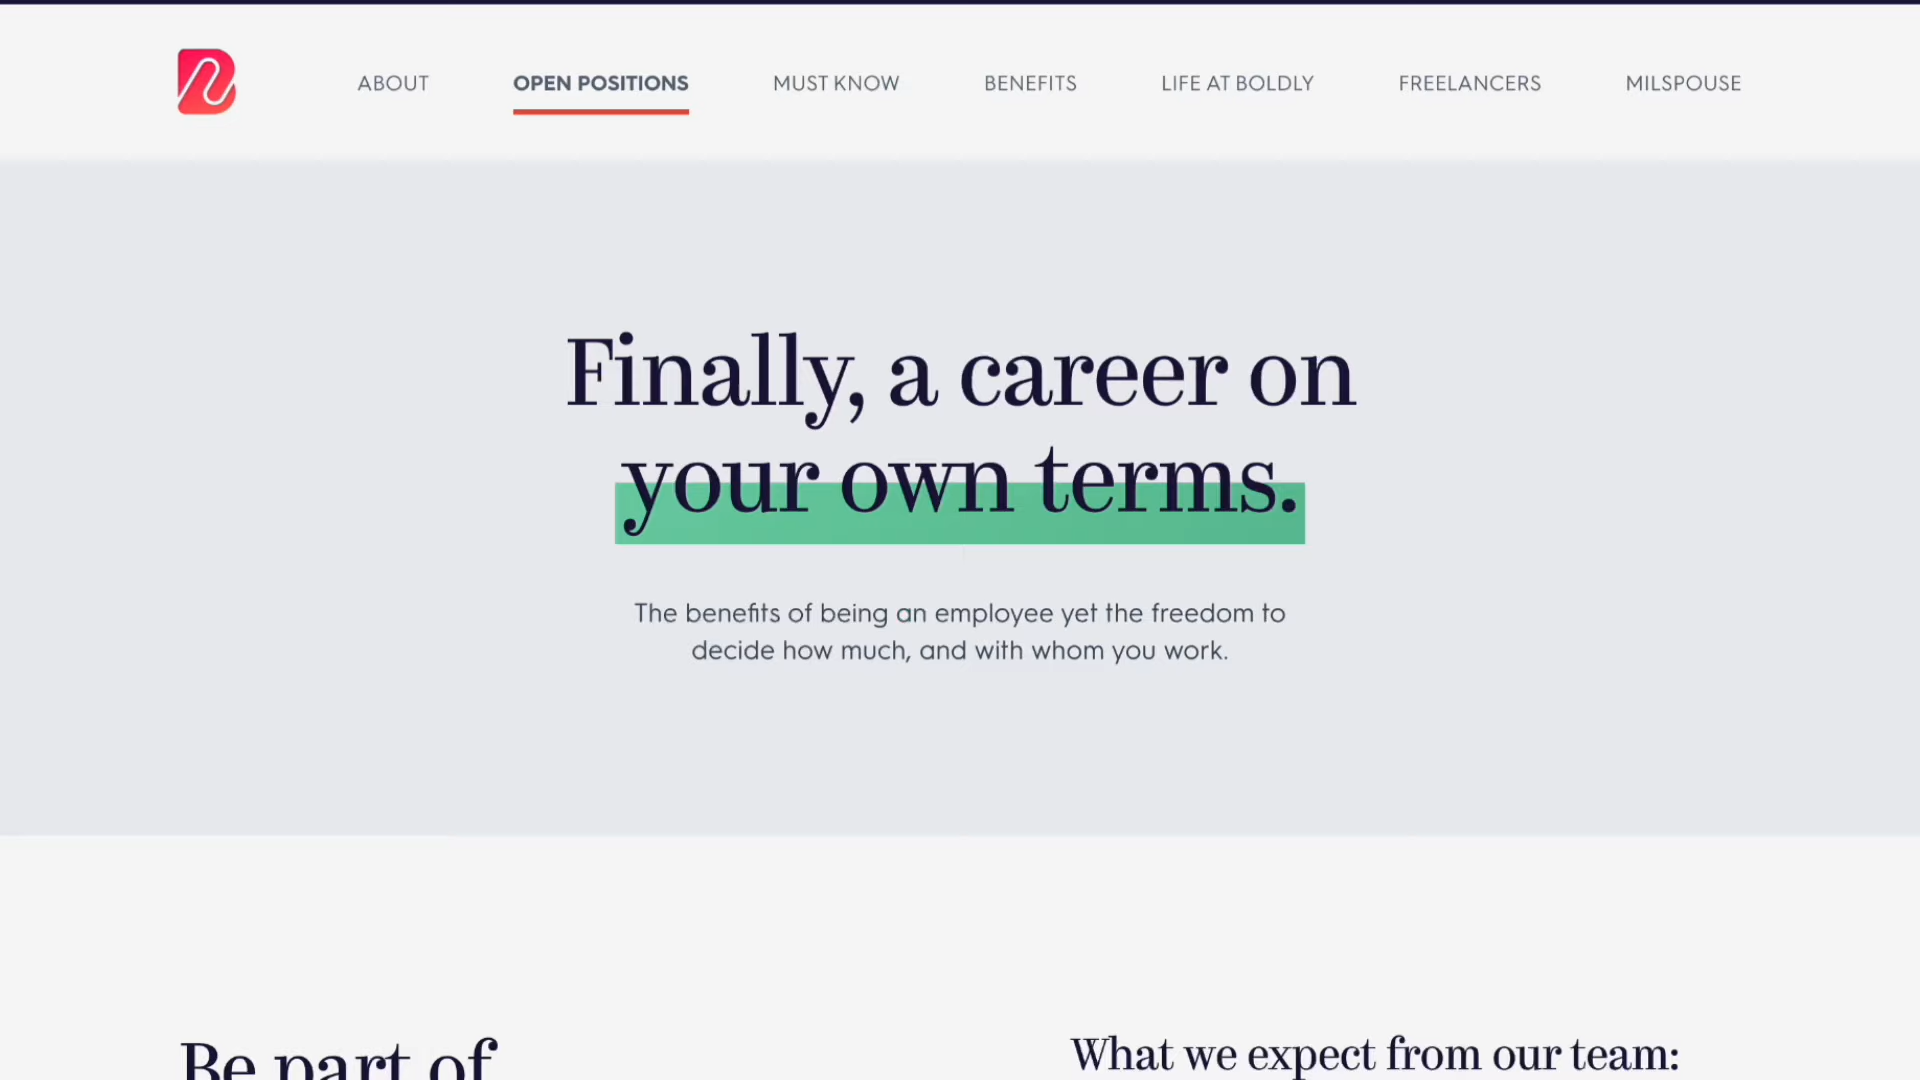 ABOUT
OPEN POSITIONS
MUST KNOW
BENEFITS
LIFE AT BOLDLY
FREELANCERS
MILSPOUSE
Finally, a career on
your own terms.
The benefits of being an employee yet the freedom to
decide how much, and with whom you work.
Be part of
What we expect from our team: